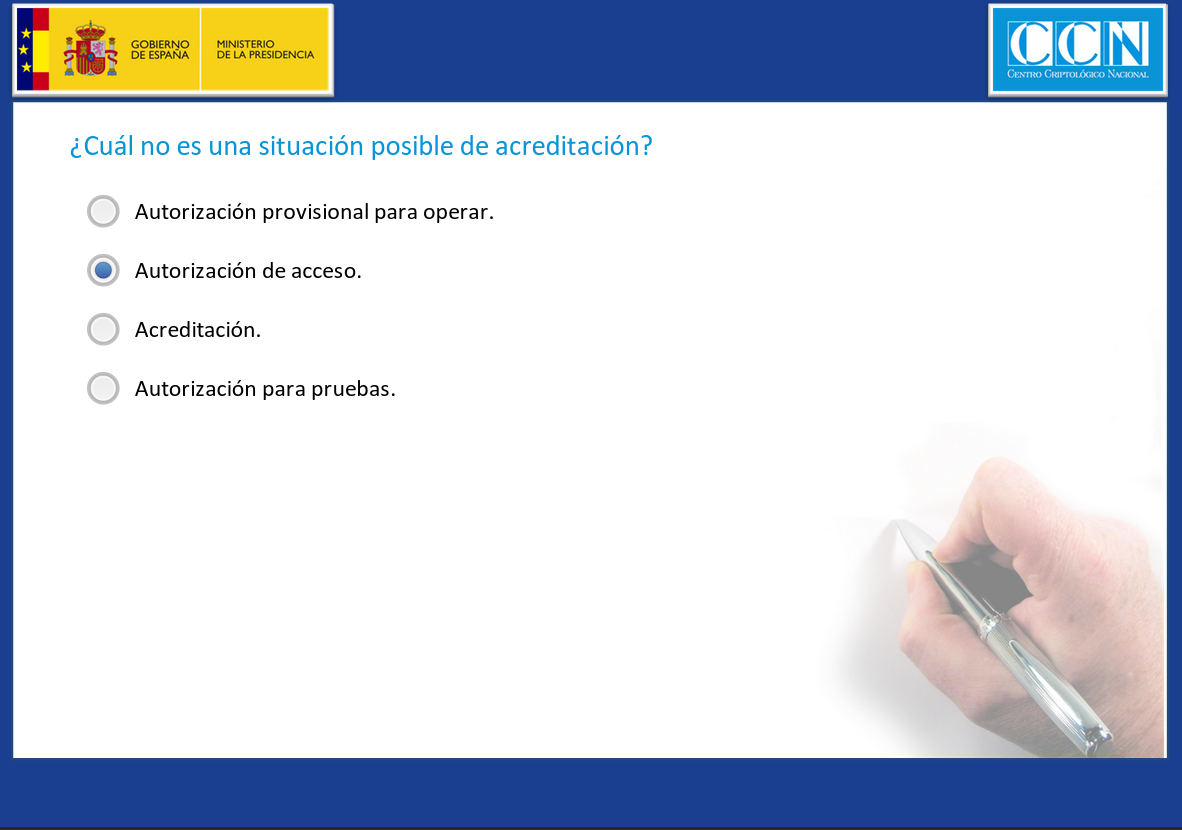 GOBIERNO
DE ESPAÑA
MINISTERIO
DE LA PRESIDENCIA
CCN
CENTRO CRIPTOLÓGICO NACIONAL
¿Cuál no es una situación posible de acreditación?
Autorización provisional para operar.
Autorización de acceso.
Acreditación.
Autorización para pruebas.